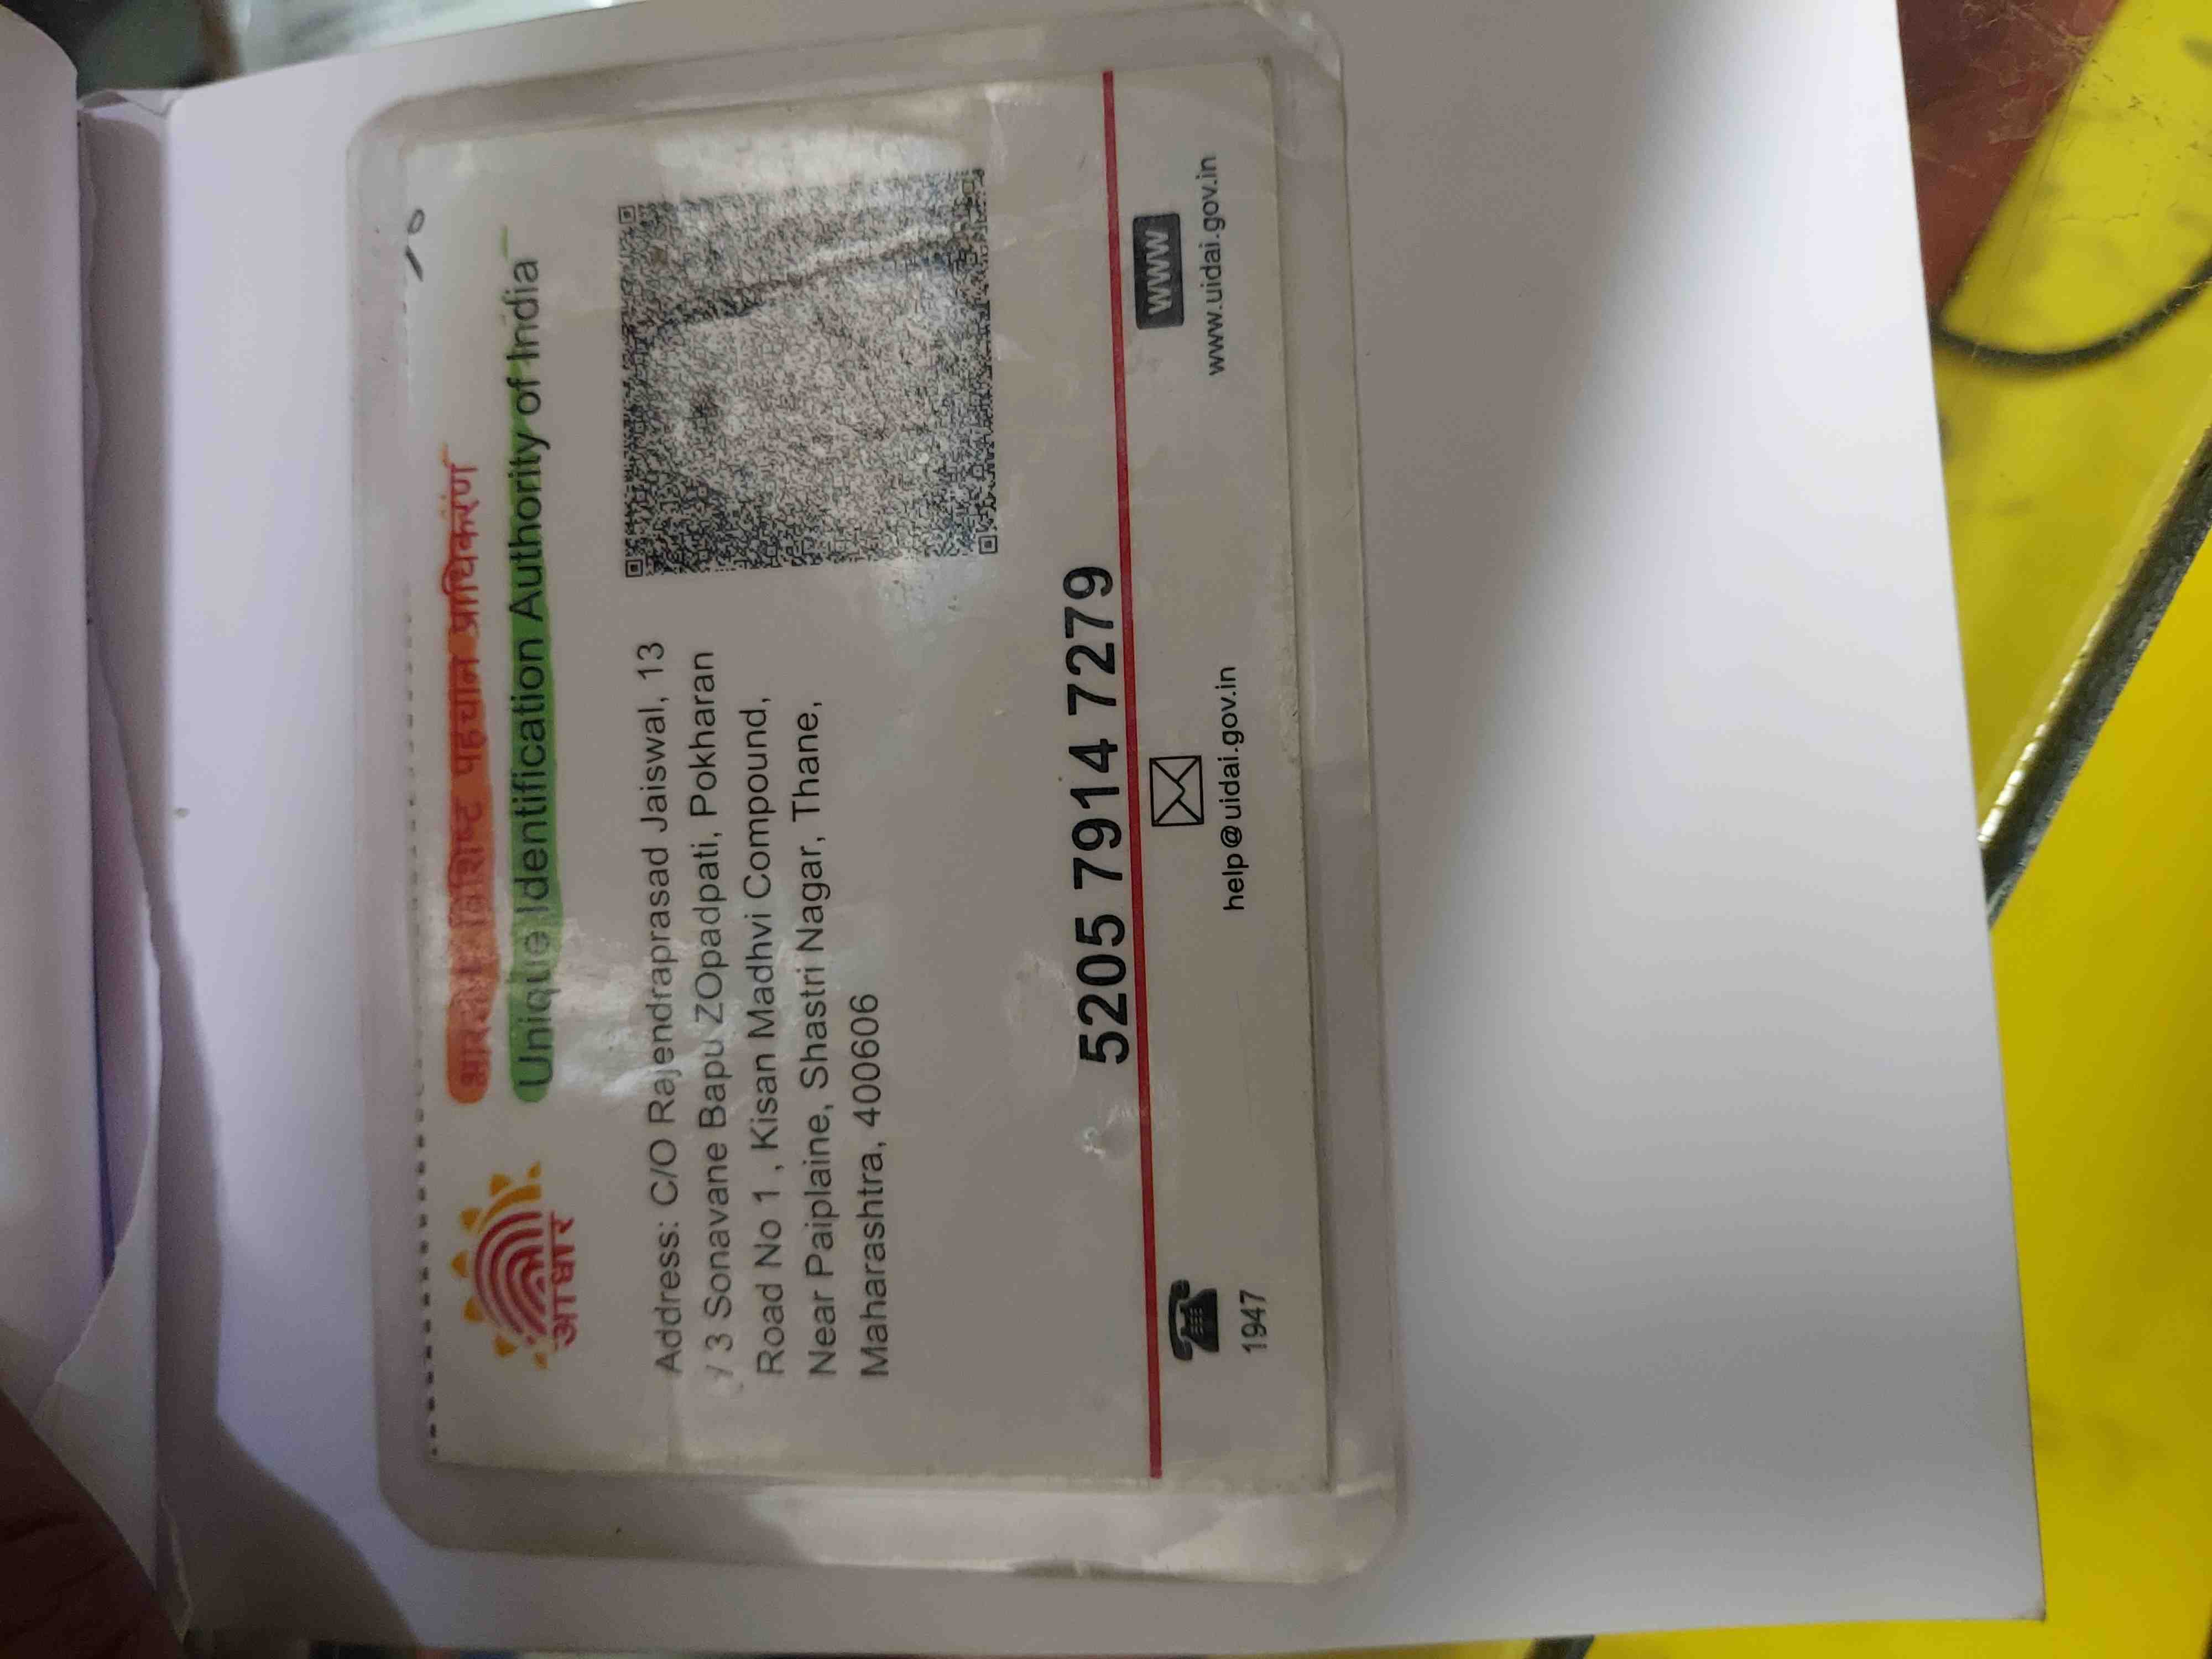 भारतीय विशिष्ट पहचान प्राधिकरण
Unique Identification Authority of India
आधार
Address: C/O Rajendraprasad Jaiswal, 13
/ 3 Sonavane Bapu ZOpadpati, Pokharan
Road No 1 , Kisan Madhvi Compound,
Near Paiplaine, Shastri Nagar, Thane,
Maharashtra, 400606
5205 7914 7279
1947
help@uidai.gov.in
www
www.uidai.gov.in